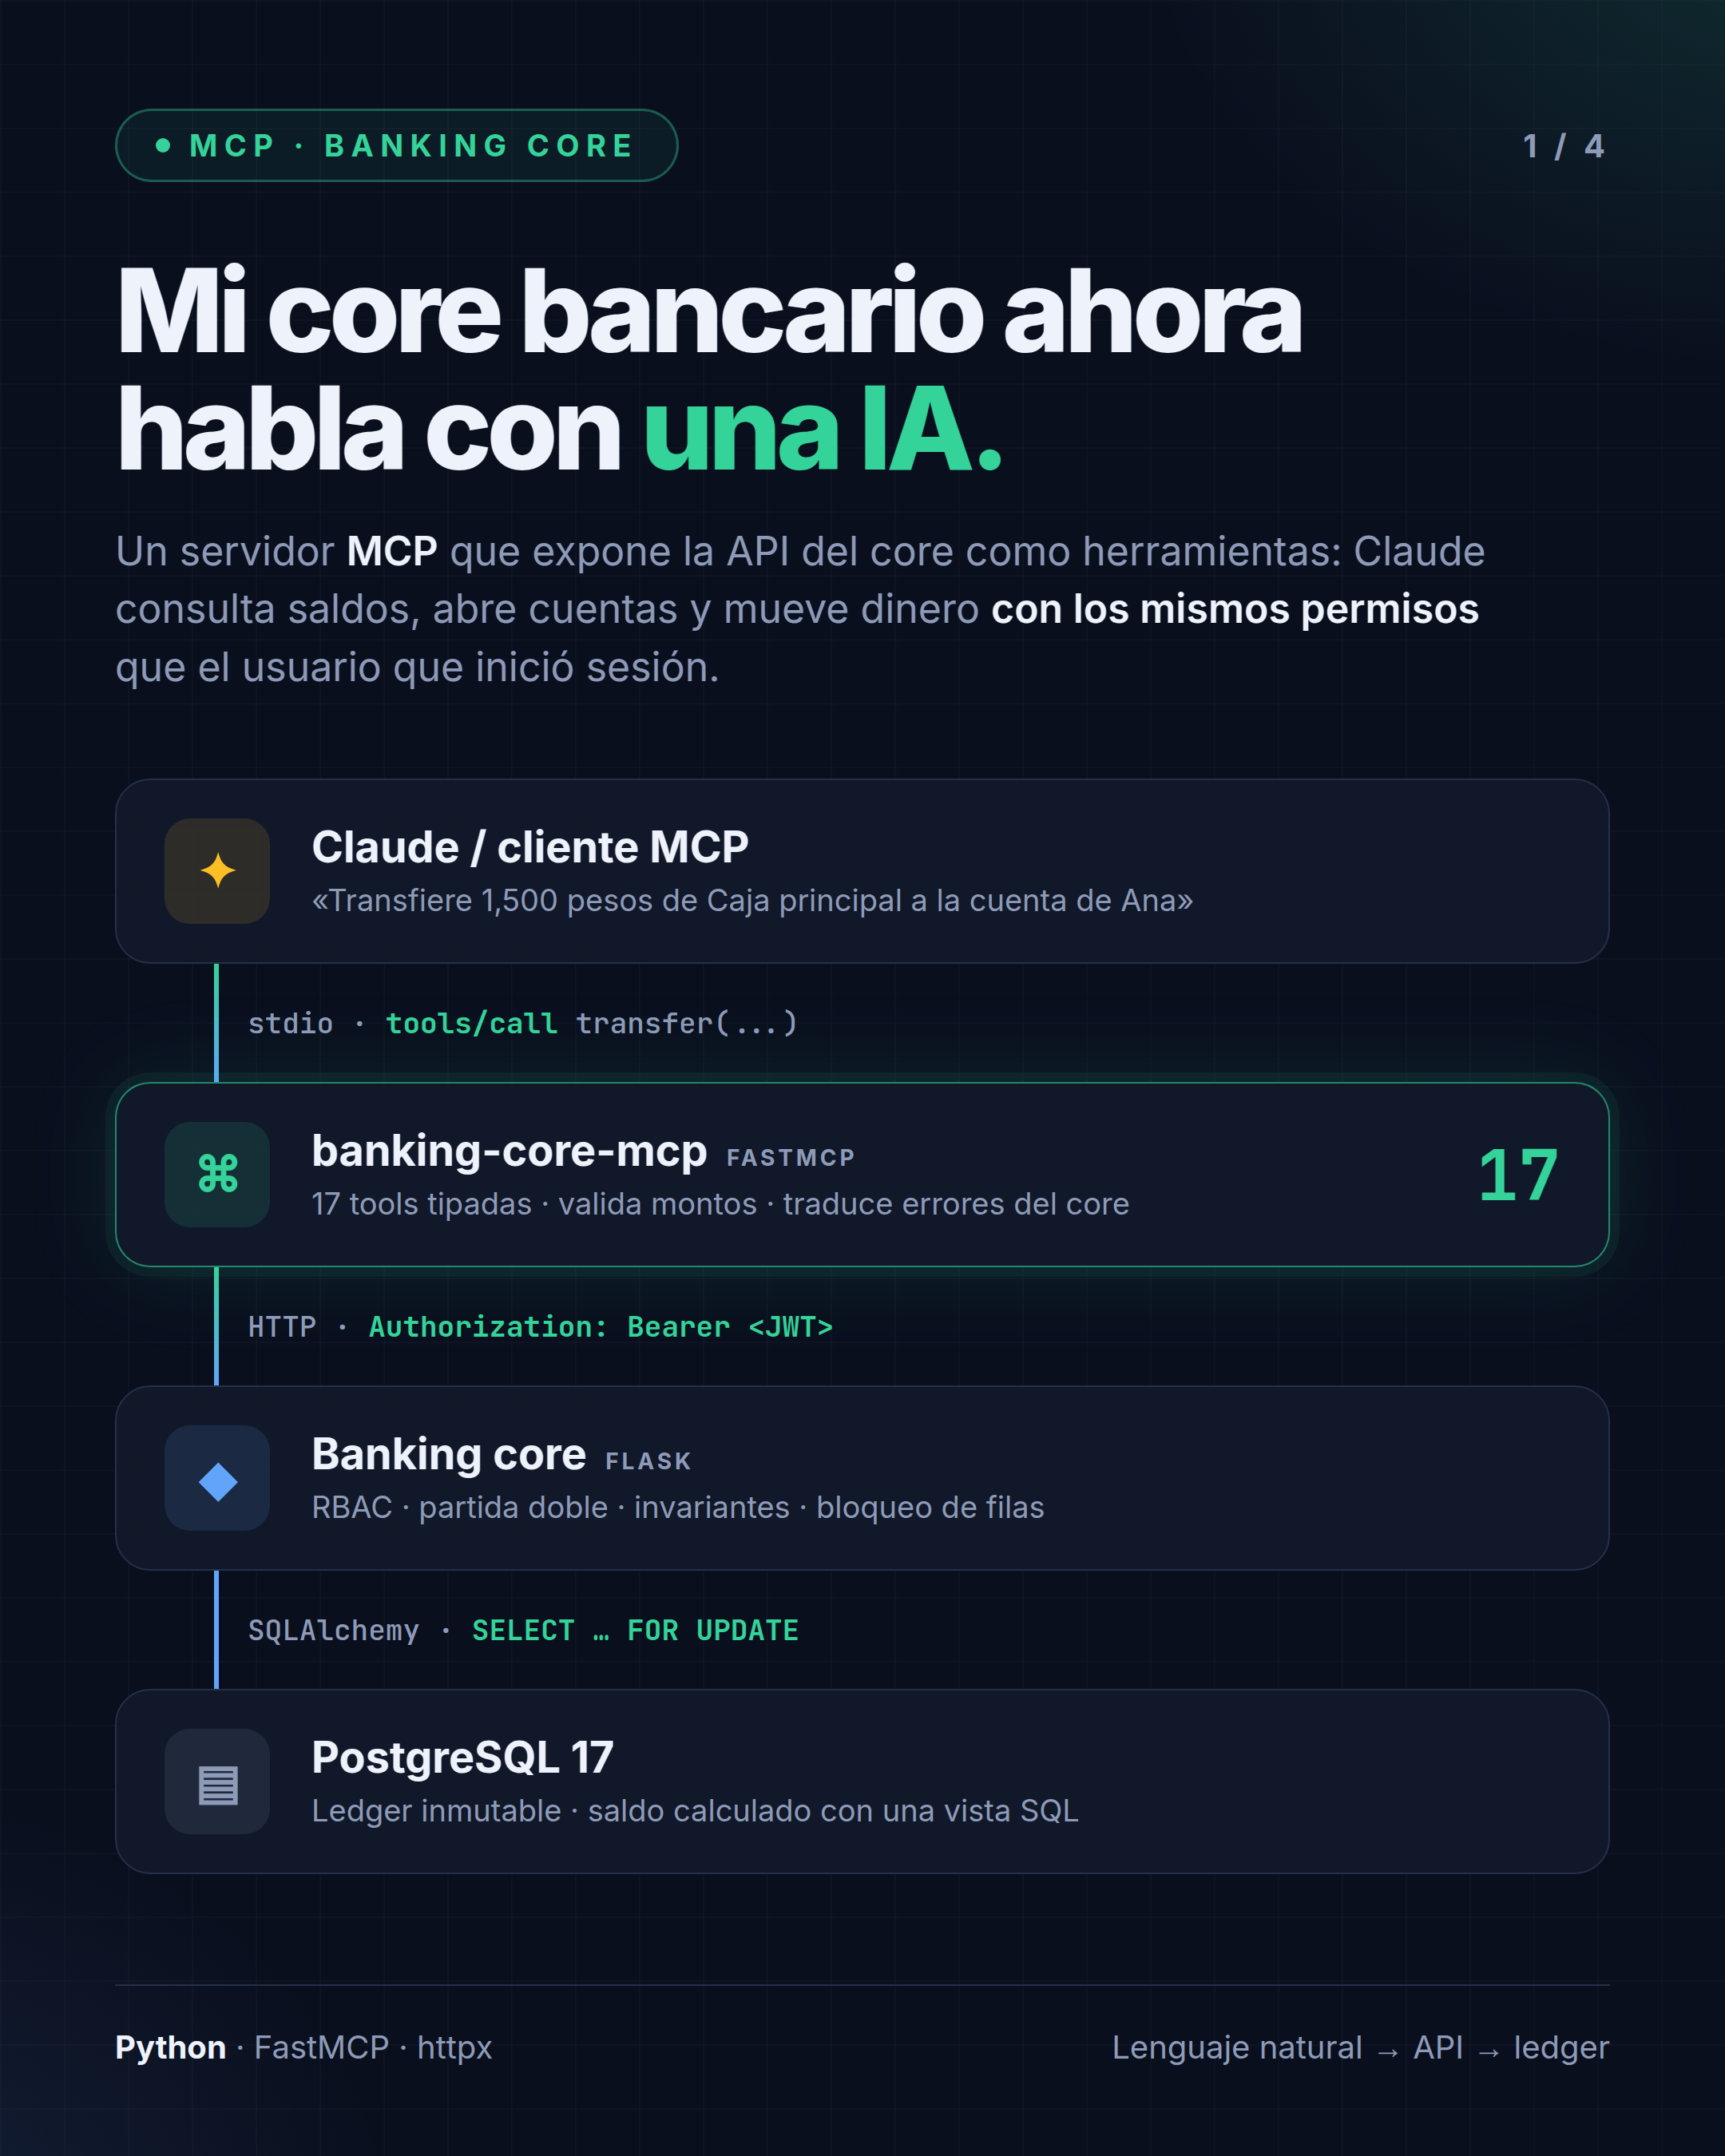 MCP · BANKING CORE
1 / 4
Mi core bancario ahora
habla con una IA.
Un servidor MCP que expone la API del core como herramientas: Claude
consulta saldos, abre cuentas y mueve dinero con los mismos permisos
que el usuario que inició sesión.
Claude / cliente MCP
«Transfiere 1,500 pesos de Caja principal a la cuenta de Ana»
stdio · tools/call transfer(...)
banking-core-mcp FASTMCP
17 tools tipadas · valida montos · traduce errores del core
17
HTTP · Authorization: Bearer <JWT>
Banking core FLASK
RBAC · partida doble · invariantes · bloqueo de filas
SQLAlchemy · SELECT … FOR UPDATE
PostgreSQL 17
Ledger inmutable · saldo calculado con una vista SQL
Python · FastMCP · httpx
Lenguaje natural → API → ledger